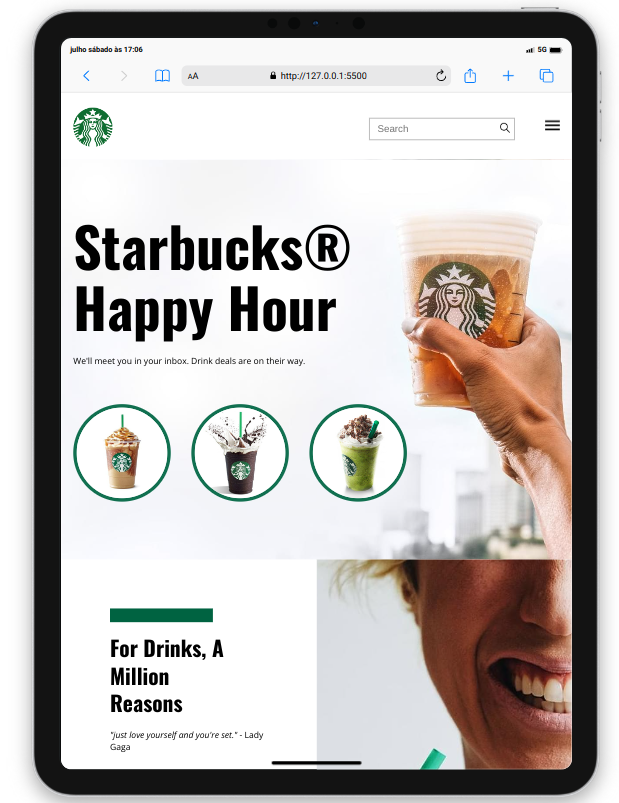 julho sábado às 17:06
5G
AA
http://127.0.0.1:5500
Search
Starbucks®
Happy Hour
We'll meet you in your inbox. Drink deals are on their way.
For Drinks, A
Million
Reasons
"just love yourself and you're set." - Lady
Gaga